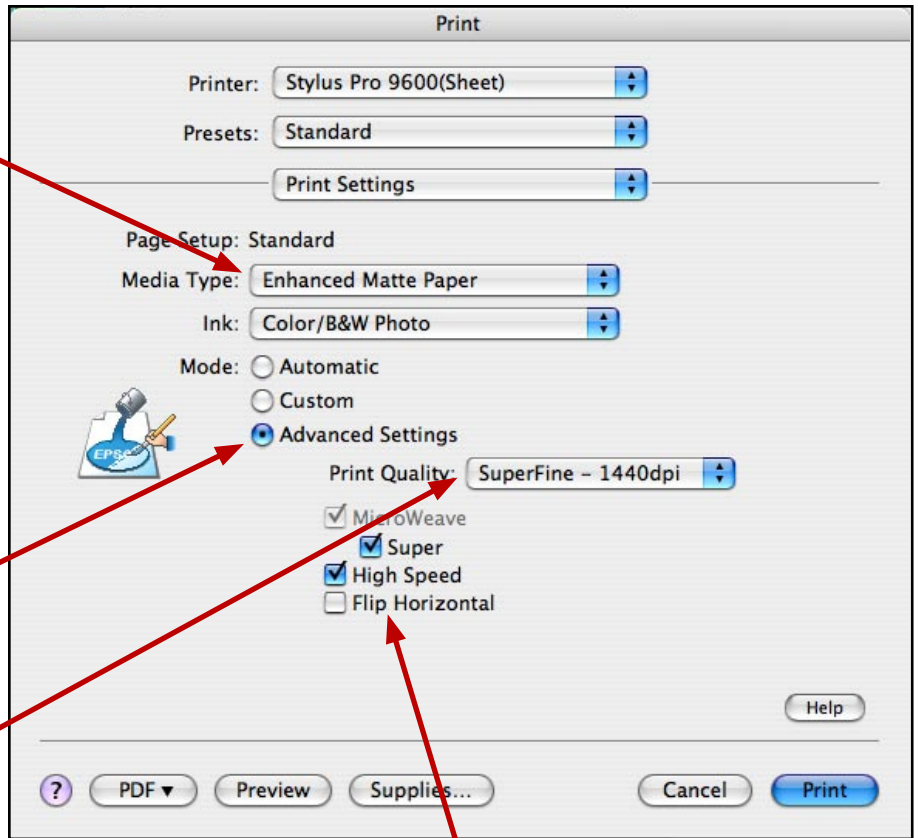 Print
Printer: Stylus Pro 9600(Sheet)
Presets: Standard
Print Settings
Page Setup: Standard
Media Type: Enhanced Matte Paper
Ink: Color/B&W Photo
Mode: Automatic
Custom
EPSO
Advanced Settings
Print Quality: SuperFine – 1440dpi
MicroWeave
Super
High Speed
Flip Horizontal
Help
? PDF▼ Preview Supplies... Cancel Print